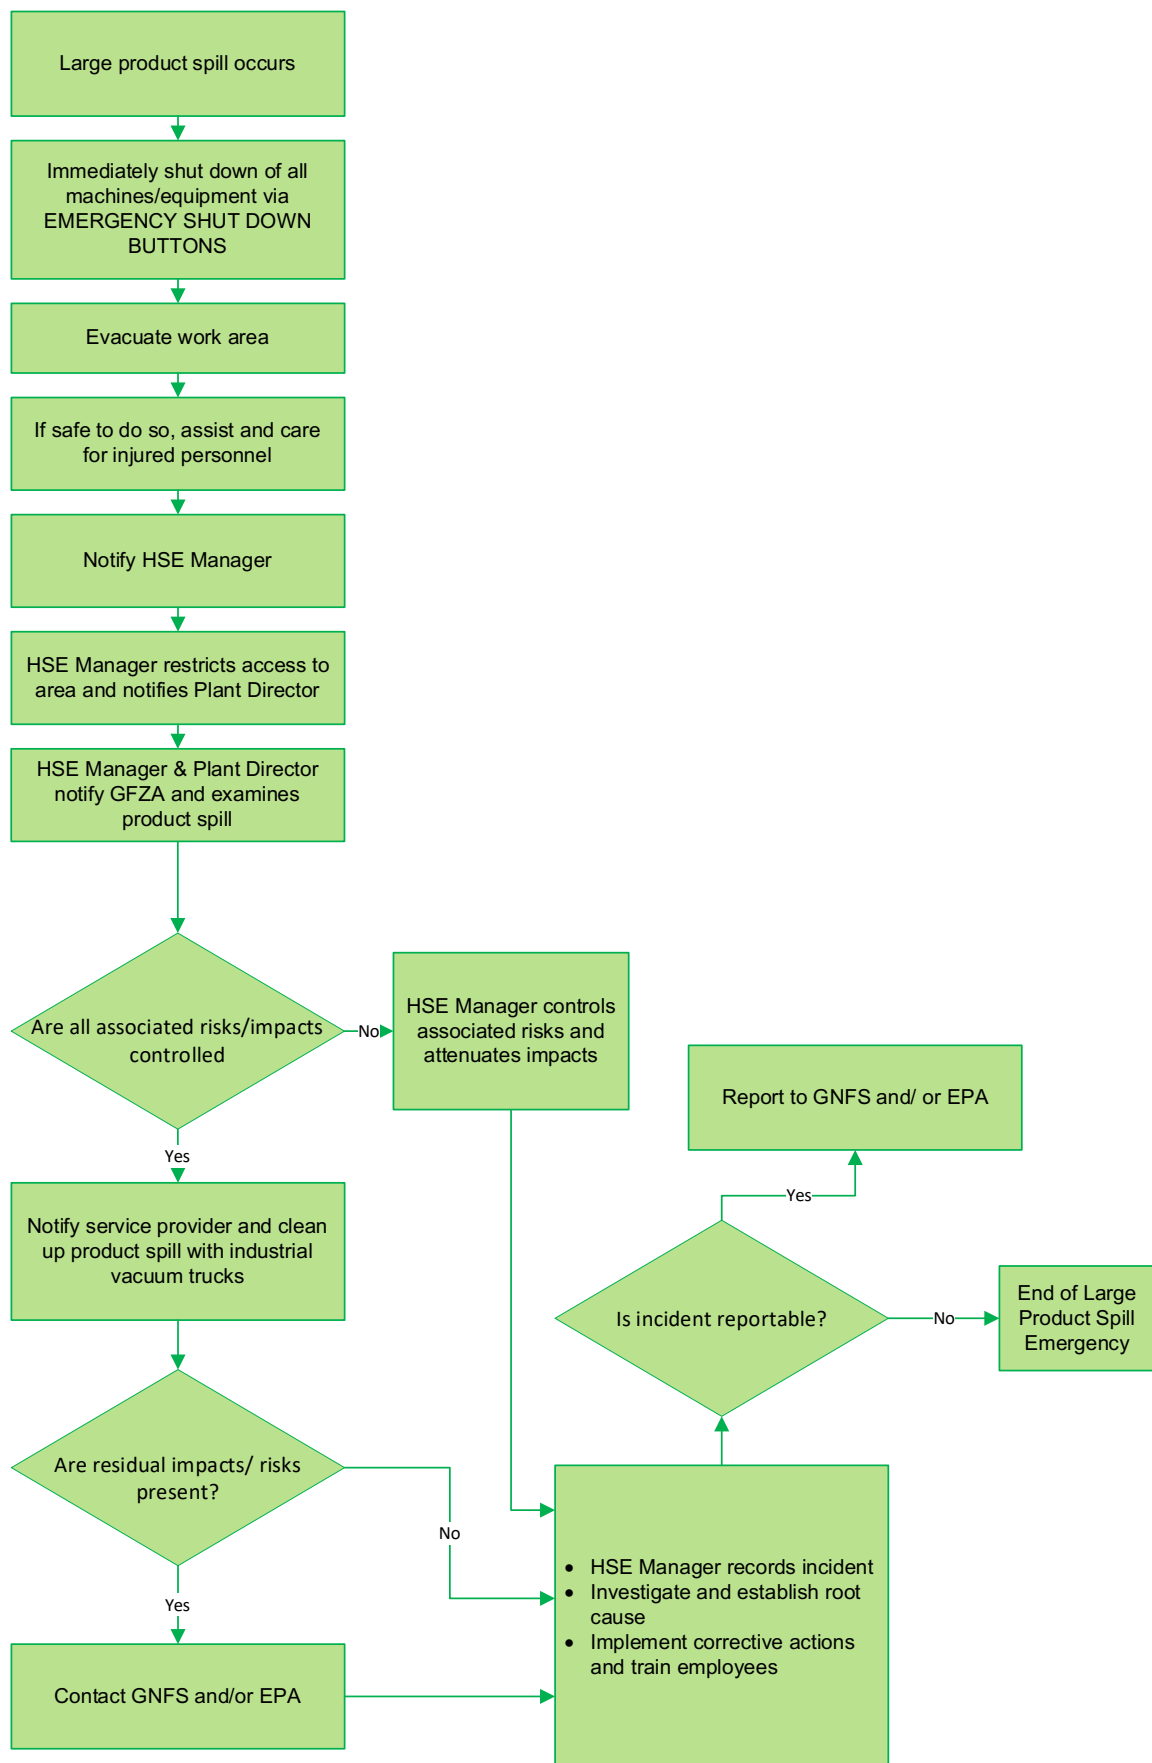 Large product spill occurs
Immediately shut down of all
machines/equipment via
EMERGENCY SHUT DOWN
BUTTONS
Evacuate work area
If safe to do so, assist and care
for injured personnel
Notify HSE Manager
HSE Manager restricts access to
area and notifies Plant Director
HSE Manager & Plant Director
notify GFZA and examines
product spill
Are all associated risks/impacts
controlled
No
HSE Manager controls
associated risks and
attenuates impacts
Yes
Notify service provider and clean
up product spill with industrial
vacuum trucks
Are residual impacts/ risks
present?
No
Yes
Contact GNFS and/or EPA
• HSE Manager records incident
• Investigate and establish root
cause
• Implement corrective actions
and train employees
Is incident reportable?
Yes
Report to GNFS and/ or EPA
No
End of Large
Product Spill
Emergency